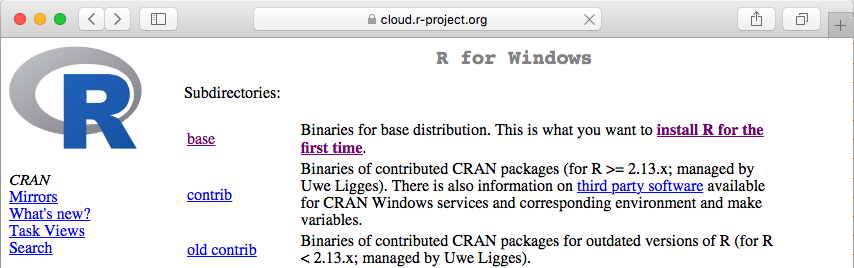 cloud.r-project.org
R
R for Windows
Subdirectories:
base
Binaries for base distribution. This is what you want to install R for the
first time.
Binaries of contributed CRAN packages (for R >= 2.13.x; managed by
contrib
Uwe Ligges). There is also information on third party software available
for CRAN Windows services and corresponding environment and make
variables.
old contrib
Binaries of contributed CRAN packages for outdated versions of R (for R
< 2.13.x; managed by Uwe Ligges).
CRAN
Mirrors
What's new?
Task Views
Search